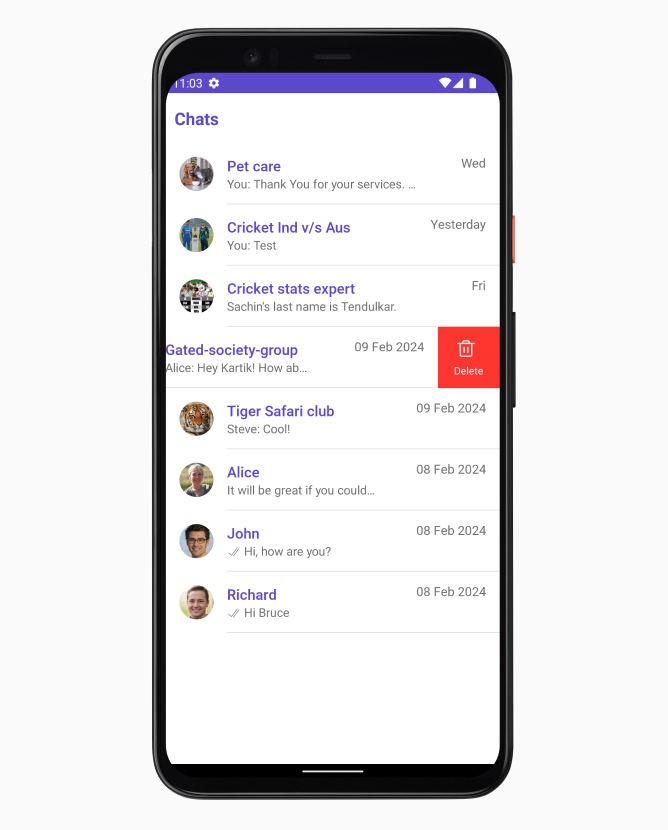 11:03
Chats
Pet care
Wed
You: Thank You for your services. ...
Cricket Ind v/s Aus
Yesterday
You: Test
Cricket stats expert
Fri
Sachin's last name is Tendulkar.
Gated-society-group
09 Feb 2024
Alice: Hey Kartik! How ab...
Delete
Tiger Safari club
09 Feb 2024
Steve: Cool!
Alice
08 Feb 2024
It will be great if you could...
John
08 Feb 2024
Hi, how are you?
Richard
08 Feb 2024
Hi Bruce